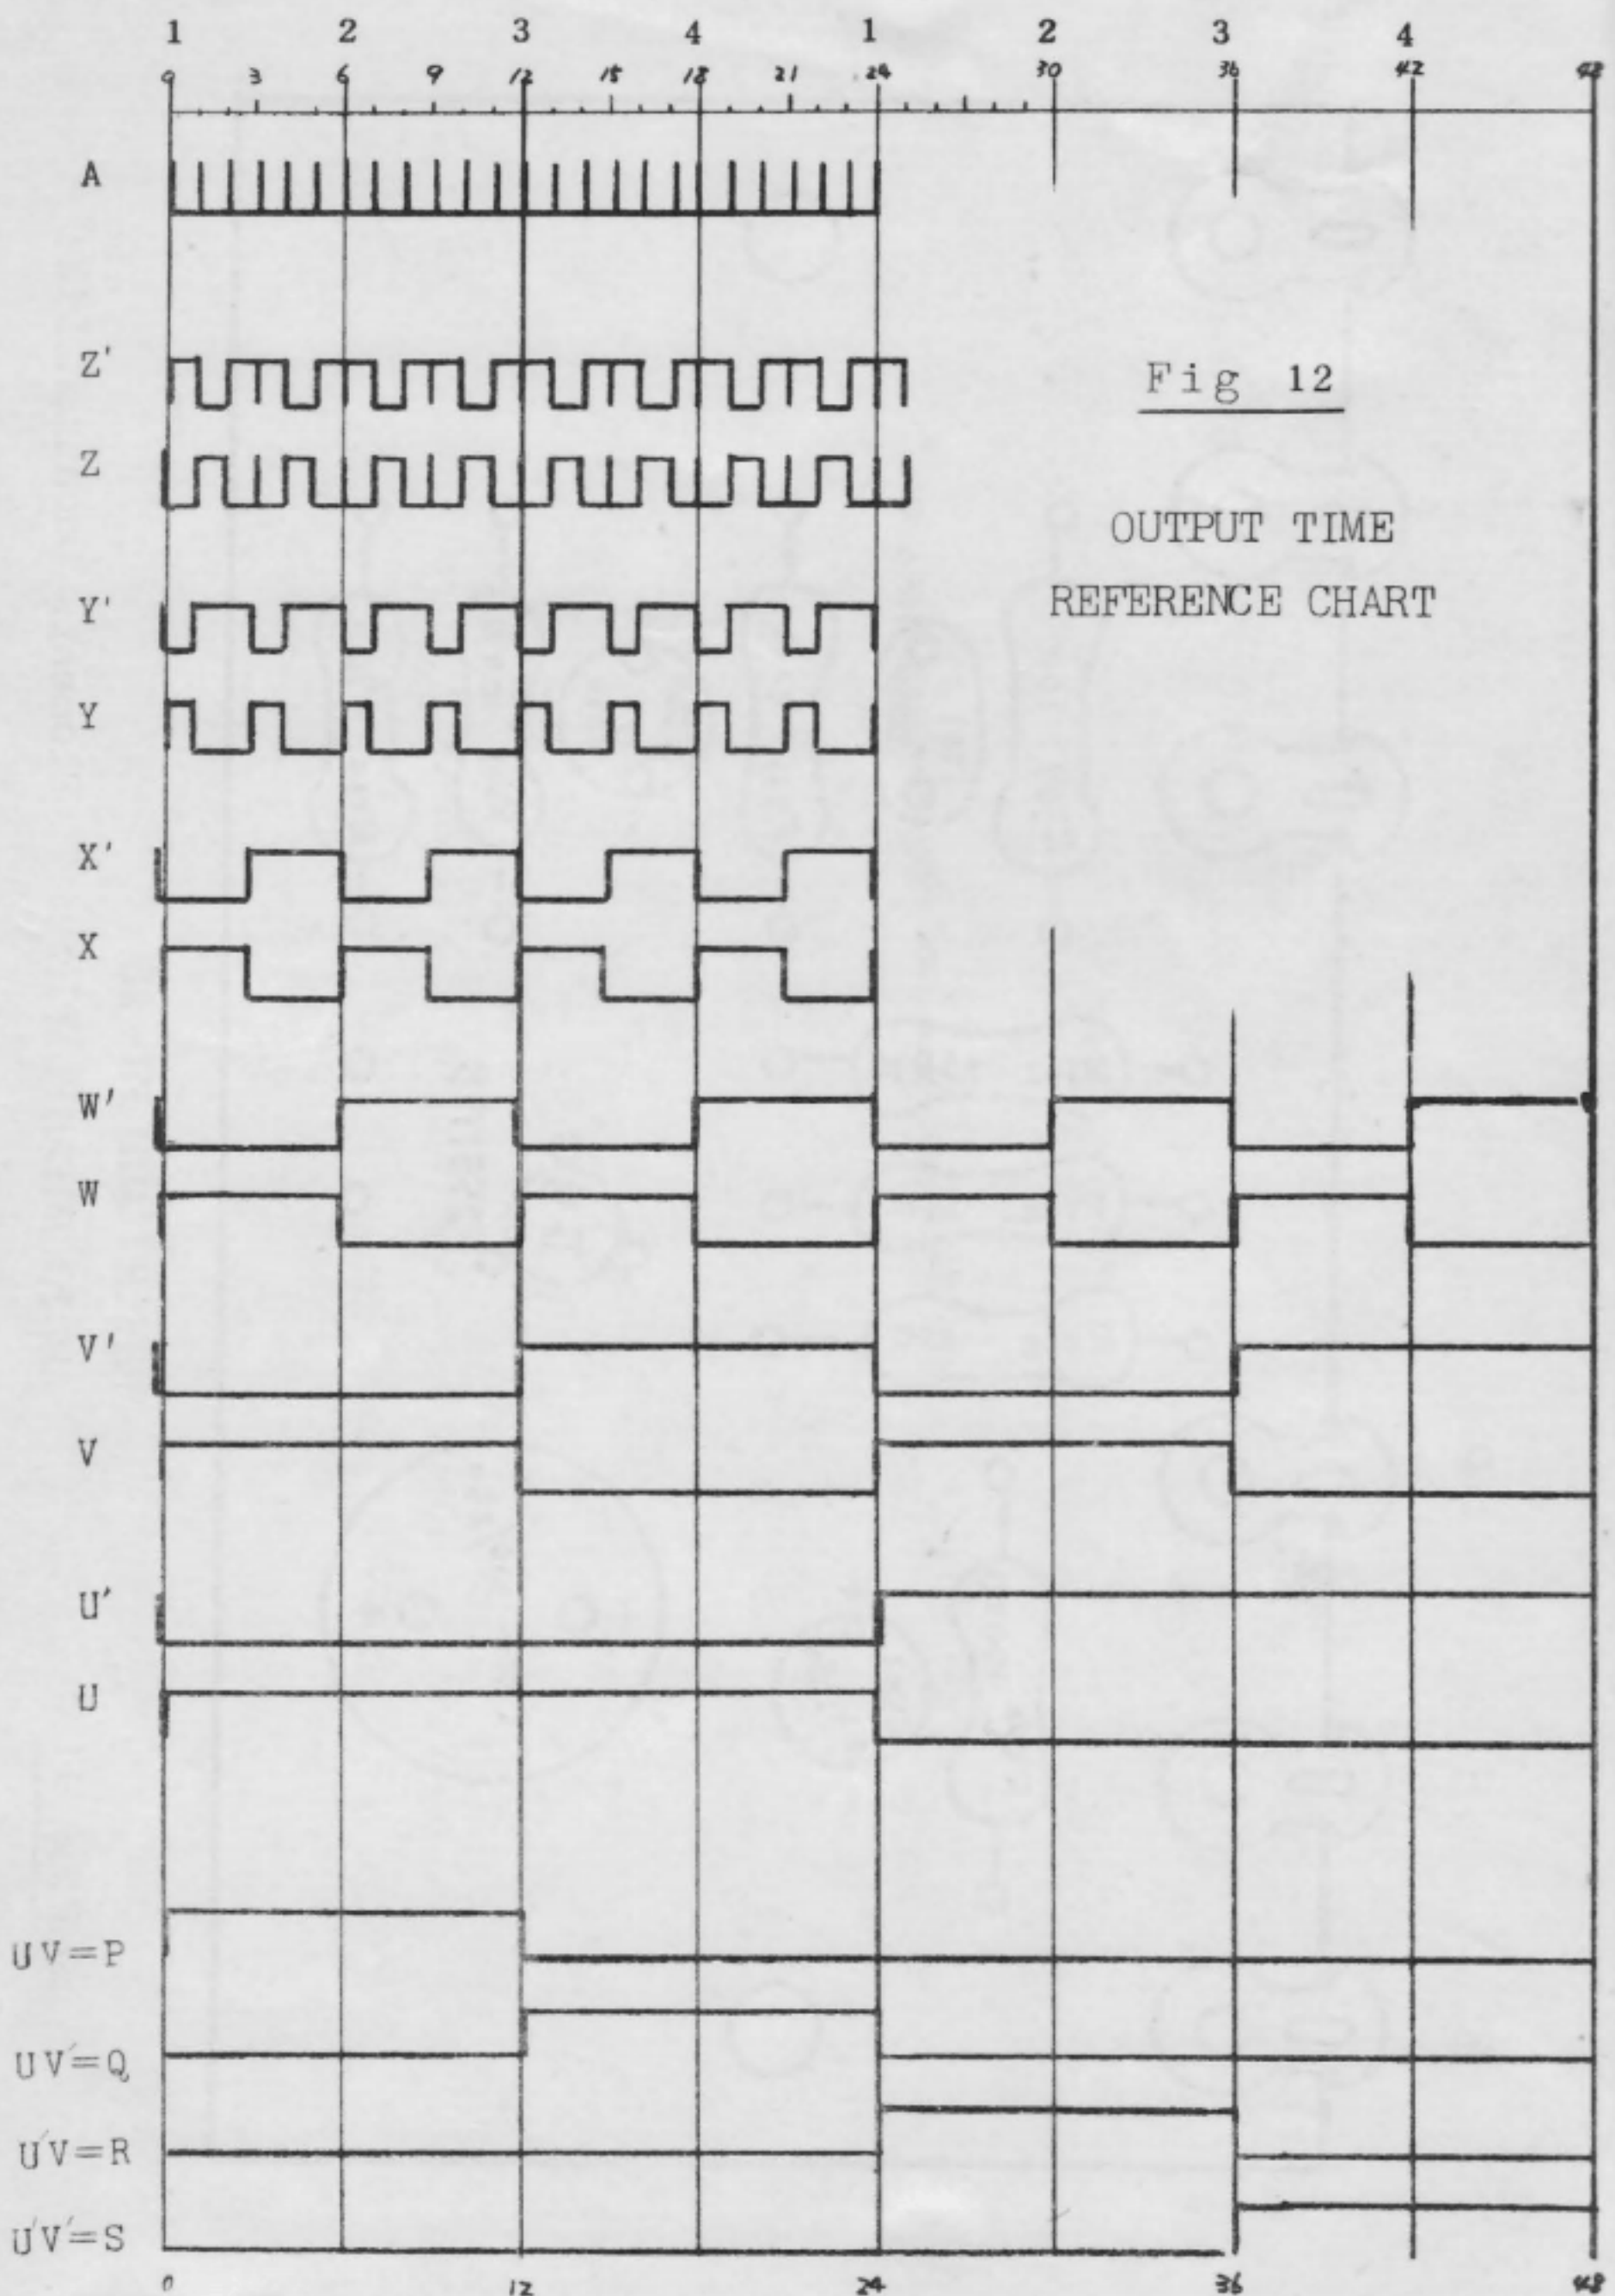 1 2 3 4 1 2 3 4
0 3 6 9 12 15 18 21 24 30 36 42 48
A
Z'
Fig 12
Z
OUTPUT TIME
REFERENCE CHART
Y'
Y
X'
X
W'
W
V'
V
U'
U
UV=P
UV'=Q
U'V=R
U'V'=S
0 12 24 36 48